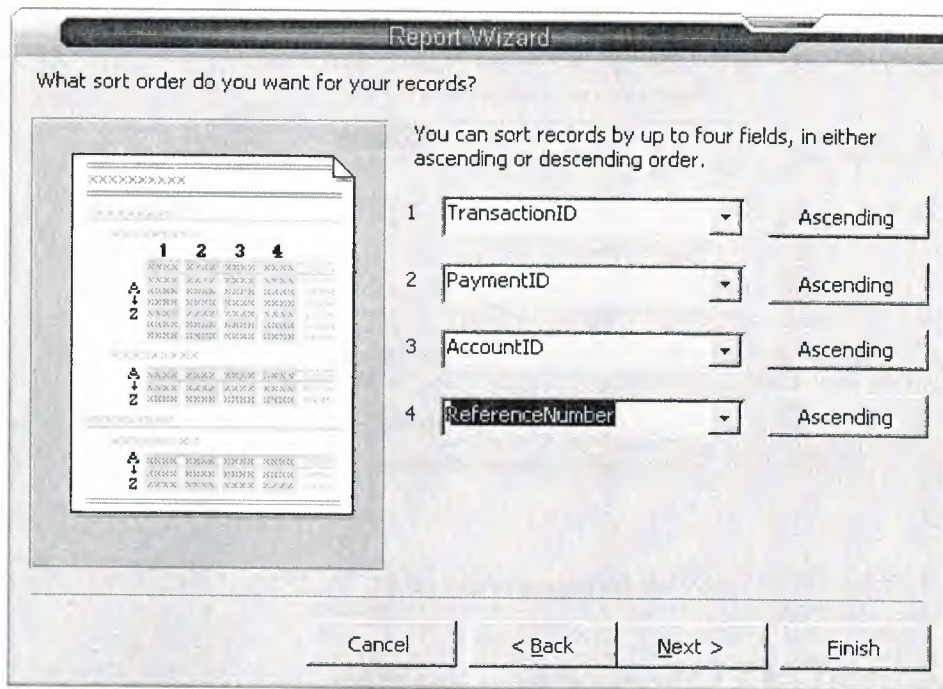 Report Wizard
What sort order do you want for your records?
You can sort records by up to four fields, in either
ascending or descending order.
1 TransactionID Ascending
2 PaymentID Ascending
3 AccountID Ascending
4 ReferenceNumber Ascending
XXXXXXXXXX
1 2 3 4
A
Z
A
Z
A
Z
Cancel < Back Next > Finish